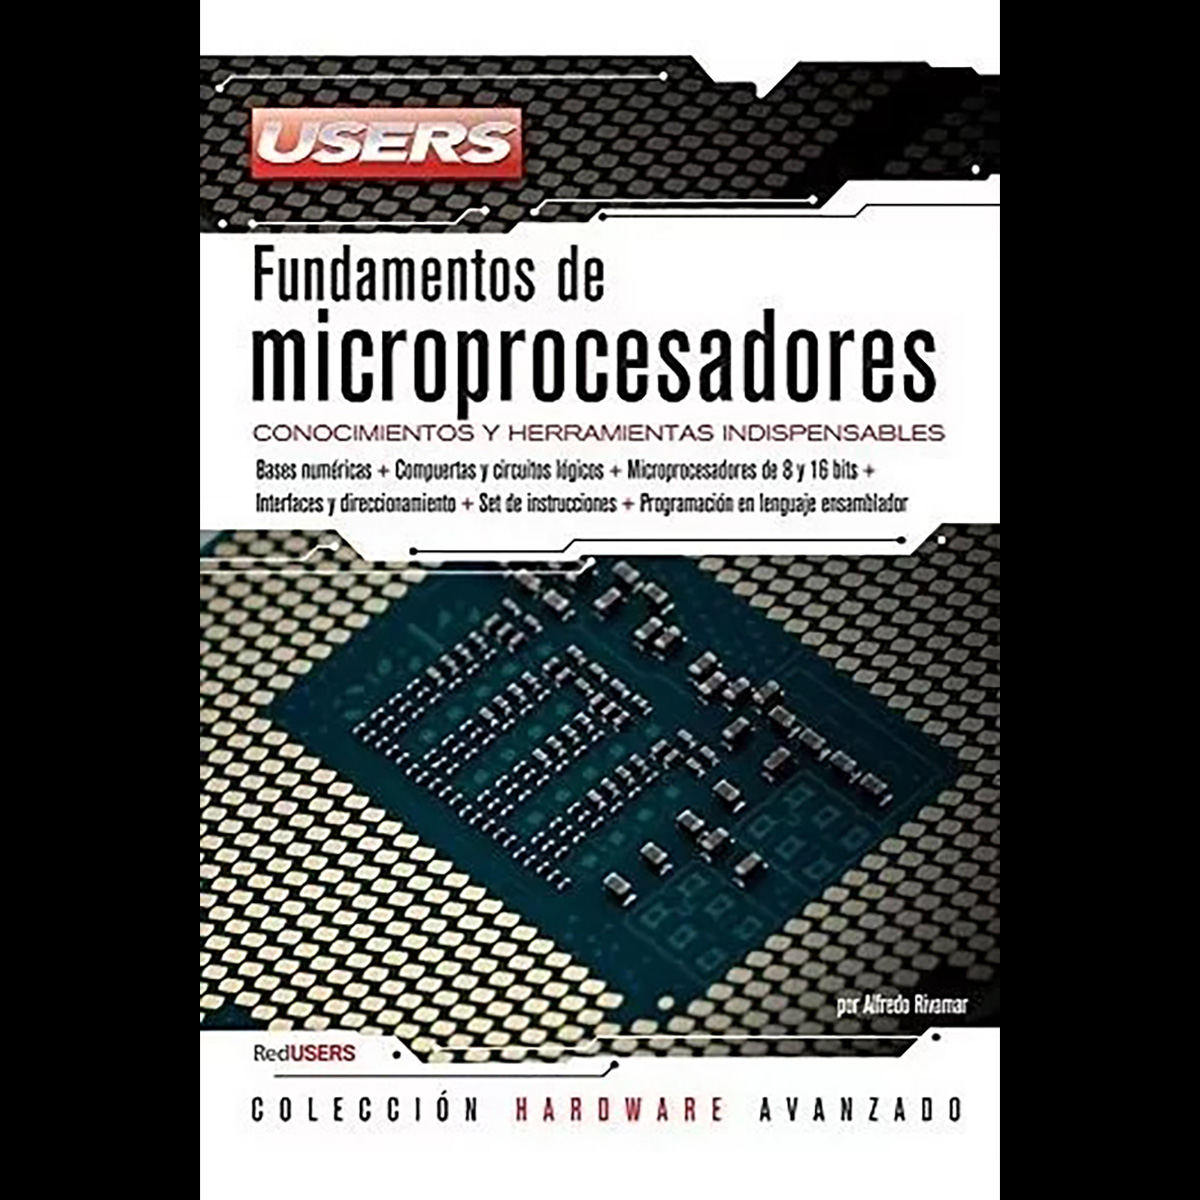 USERS
Fundamentos de
microprocesadores
CONOCIMIENTOS Y HERRAMIENTAS INDISPENSABLES
Bases numéricas + Compuertas y circuitos lógicos + Microprocesadores de 8 y 16 bits +
Interfaces y direccionamiento + Set de instrucciones + Programación en lenguaje ensamblador
por Alfredo Rivamar
RedUSERS
COLECCIÓN HARDWARE AVANZADO